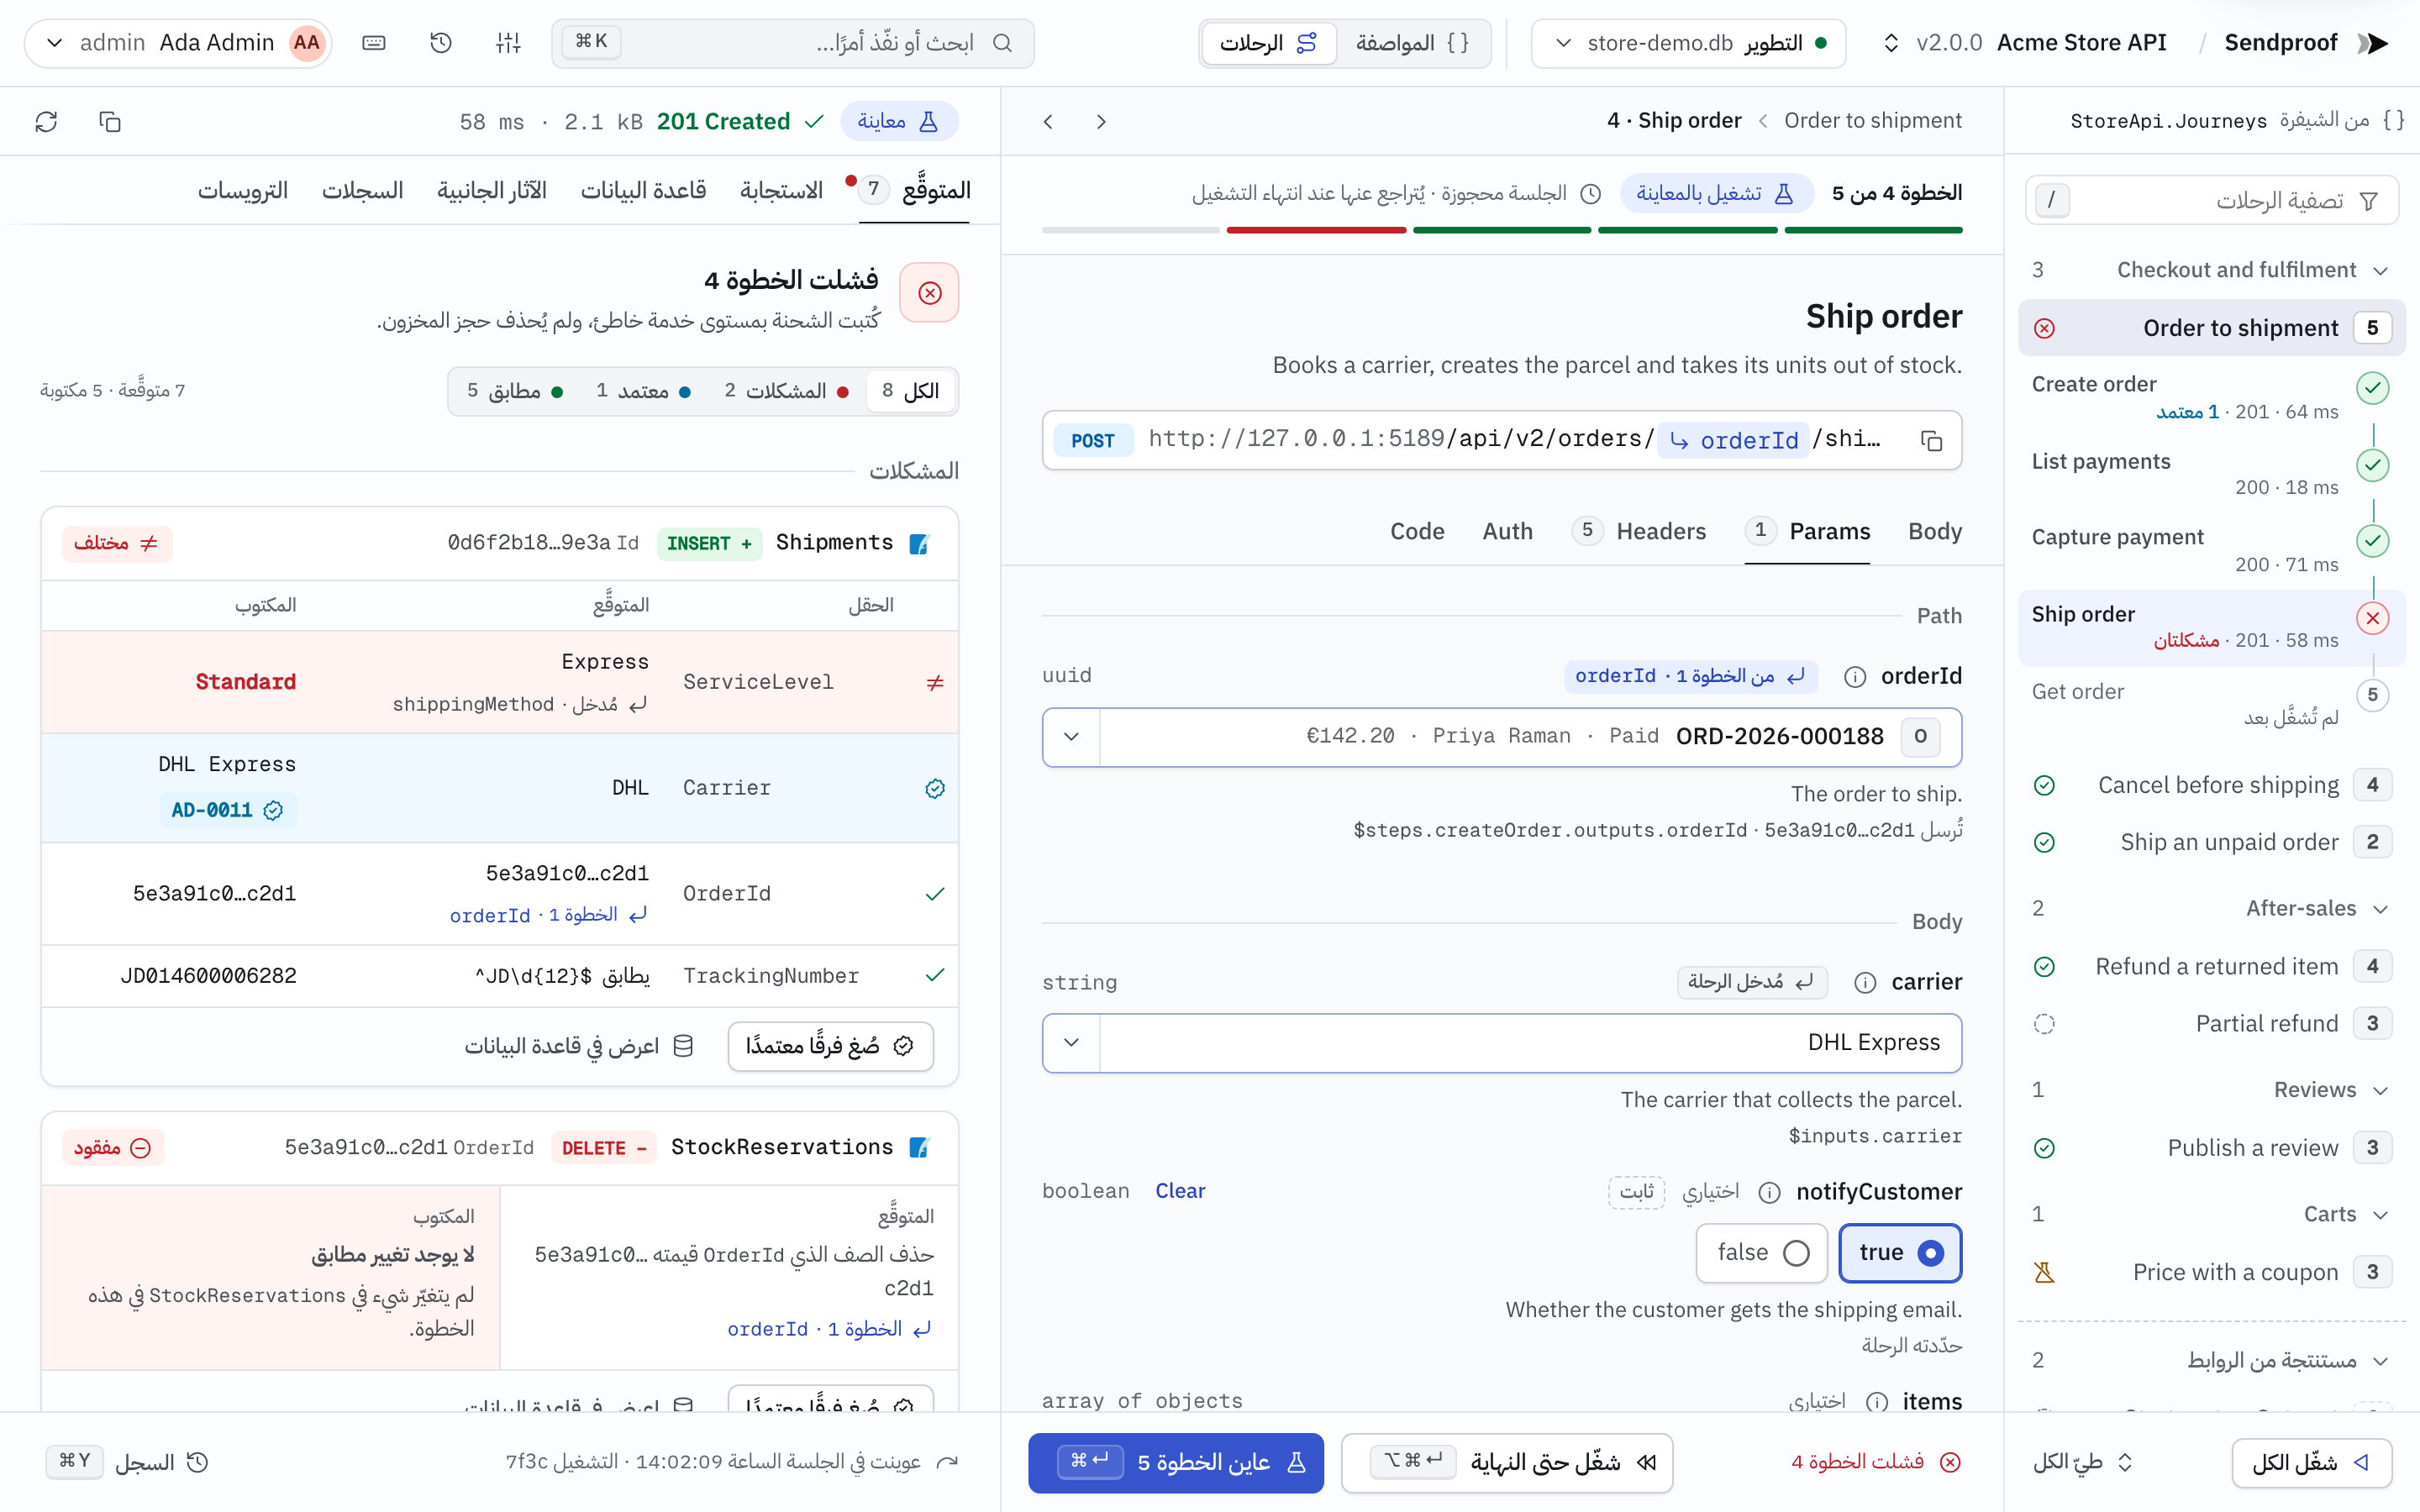 Sendproof / Acme Store API v2.0.0
التطوير store-demo.db
المواصفة
الرحلات
ابحث أو نفّذ أمرًا...
⌘K
AA Ada Admin admin
{ } من الشيفرة StoreApi.Journeys
تصفية الرحلات
/
Checkout and fulfilment 3
5 Order to shipment
Create order
201 · 64 ms · 1 معتمد
List payments
200 · 18 ms
Capture payment
200 · 71 ms
Ship order
201 · 58 ms · مشكلتان
Get order 5
لم تُشغَّل بعد
4 Cancel before shipping
2 Ship an unpaid order
After-sales 2
4 Refund a returned item
3 Partial refund
Reviews 1
3 Publish a review
Carts 1
3 Price with a coupon
مستنتجة من الروابط 2
شغّل الكل
طيّ الكل
Order to shipment
4 · Ship order
الخطوة 4 من 5
تشغيل بالمعاينة
الجلسة محجوزة · يُتراجع عنها عند انتهاء التشغيل
Ship order
Books a carrier, creates the parcel and takes its units out of stock.
POST http://127.0.0.1:5189/api/v2/orders/↳ orderId/shi…
Body
Params 1
Headers 5
Auth
Code
Path
orderId
من الخطوة 1 · orderId
uuid
O ORD-2026-000188 Paid · Priya Raman · €142.20
The order to ship.
تُرسل 5e3a91c0…c2d1 · $steps.createOrder.outputs.orderId
Body
carrier
مُدخل الرحلة
string
DHL Express
The carrier that collects the parcel.
$inputs.carrier
notifyCustomer
اختياري
ثابت
Clear
boolean
true
false
Whether the customer gets the shipping email.
حدّدته الرحلة
items
اختياري
array of objects
فشلت الخطوة 4
شغّل حتى النهاية ⌥⌘↵
عاين الخطوة 5 ⌘↵
معاينة
201 Created
2.1 kB · 58 ms
المتوقَّع 7
الاستجابة
قاعدة البيانات
الآثار الجانبية
السجلات
الترويسات
فشلت الخطوة 4
كُتبت الشحنة بمستوى خدمة خاطئ، ولم يُحذف حجز المخزون.
الكل 8
المشكلات 2
معتمد 1
مطابق 5
7 متوقَّعة · 5 مكتوبة
المشكلات
Shipments
INSERT +
Id 0d6f2b18…9e3a
≠ مختلف
الحقل
المتوقَّع
المكتوب
≠ ServiceLevel
Express
مُدخل · shippingMethod
Standard
Carrier
DHL
DHL Express
AD-0011
OrderId
5e3a91c0…c2d1
الخطوة 1 · orderId
5e3a91c0…c2d1
TrackingNumber
يطابق ^JD\d{12}$
JD014600006282
صُغ فرقًا معتمدًا
اعرض في قاعدة البيانات
StockReservations
DELETE −
OrderId 5e3a91c0…c2d1
مفقود
المتوقَّع
حذف الصف الذي OrderId قيمته 5e3a91c0…
c2d1
الخطوة 1 · orderId
المكتوب
لا يوجد تغيير مطابق
لم يتغيّر شيء في StockReservations في هذه
الخطوة.
صُغ فرقًا معتمدًا
اعرض في قاعدة البيانات
عوينت في الجلسة الساعة 14:02:09 · التشغيل 7f3c
السجل
⌘Y